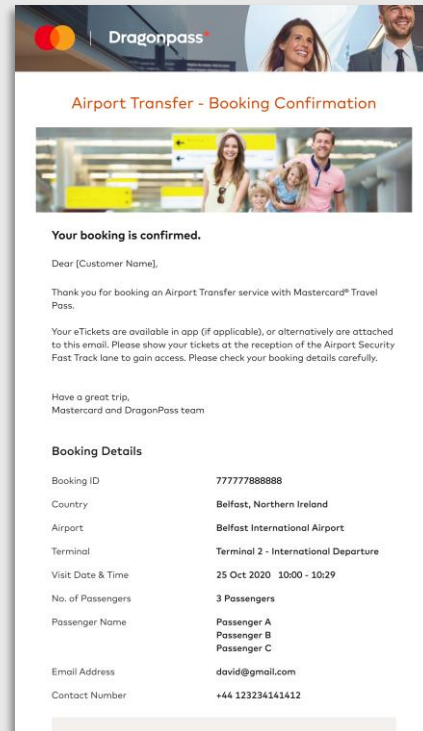 Dragonpass
Airport Transfer - Booking Confirmation
Your booking is confirmed.
Dear [Customer Name],
Thank you for booking an Airport Transfer service with Mastercard® Travel
Pass.
Your eTickets are available in app (if applicable), or alternatively are attached
to this email. Please show your tickets at the reception of the Airport Security
Fast Track lane to gain access. Please check your booking details carefully.
Have a great trip,
Mastercard and DragonPass team
Booking Details
Booking ID 777777888888
Country Belfast, Northern Ireland
Airport Belfast International Airport
Terminal Terminal 2 - International Departure
Visit Date & Time 25 Oct 2020 10:00 - 10:29
No. of Passengers 3 Passengers
Passenger Name Passenger A
Passenger B
Passenger C
Email Address david@gmail.com
Contact Number +44 123234141412